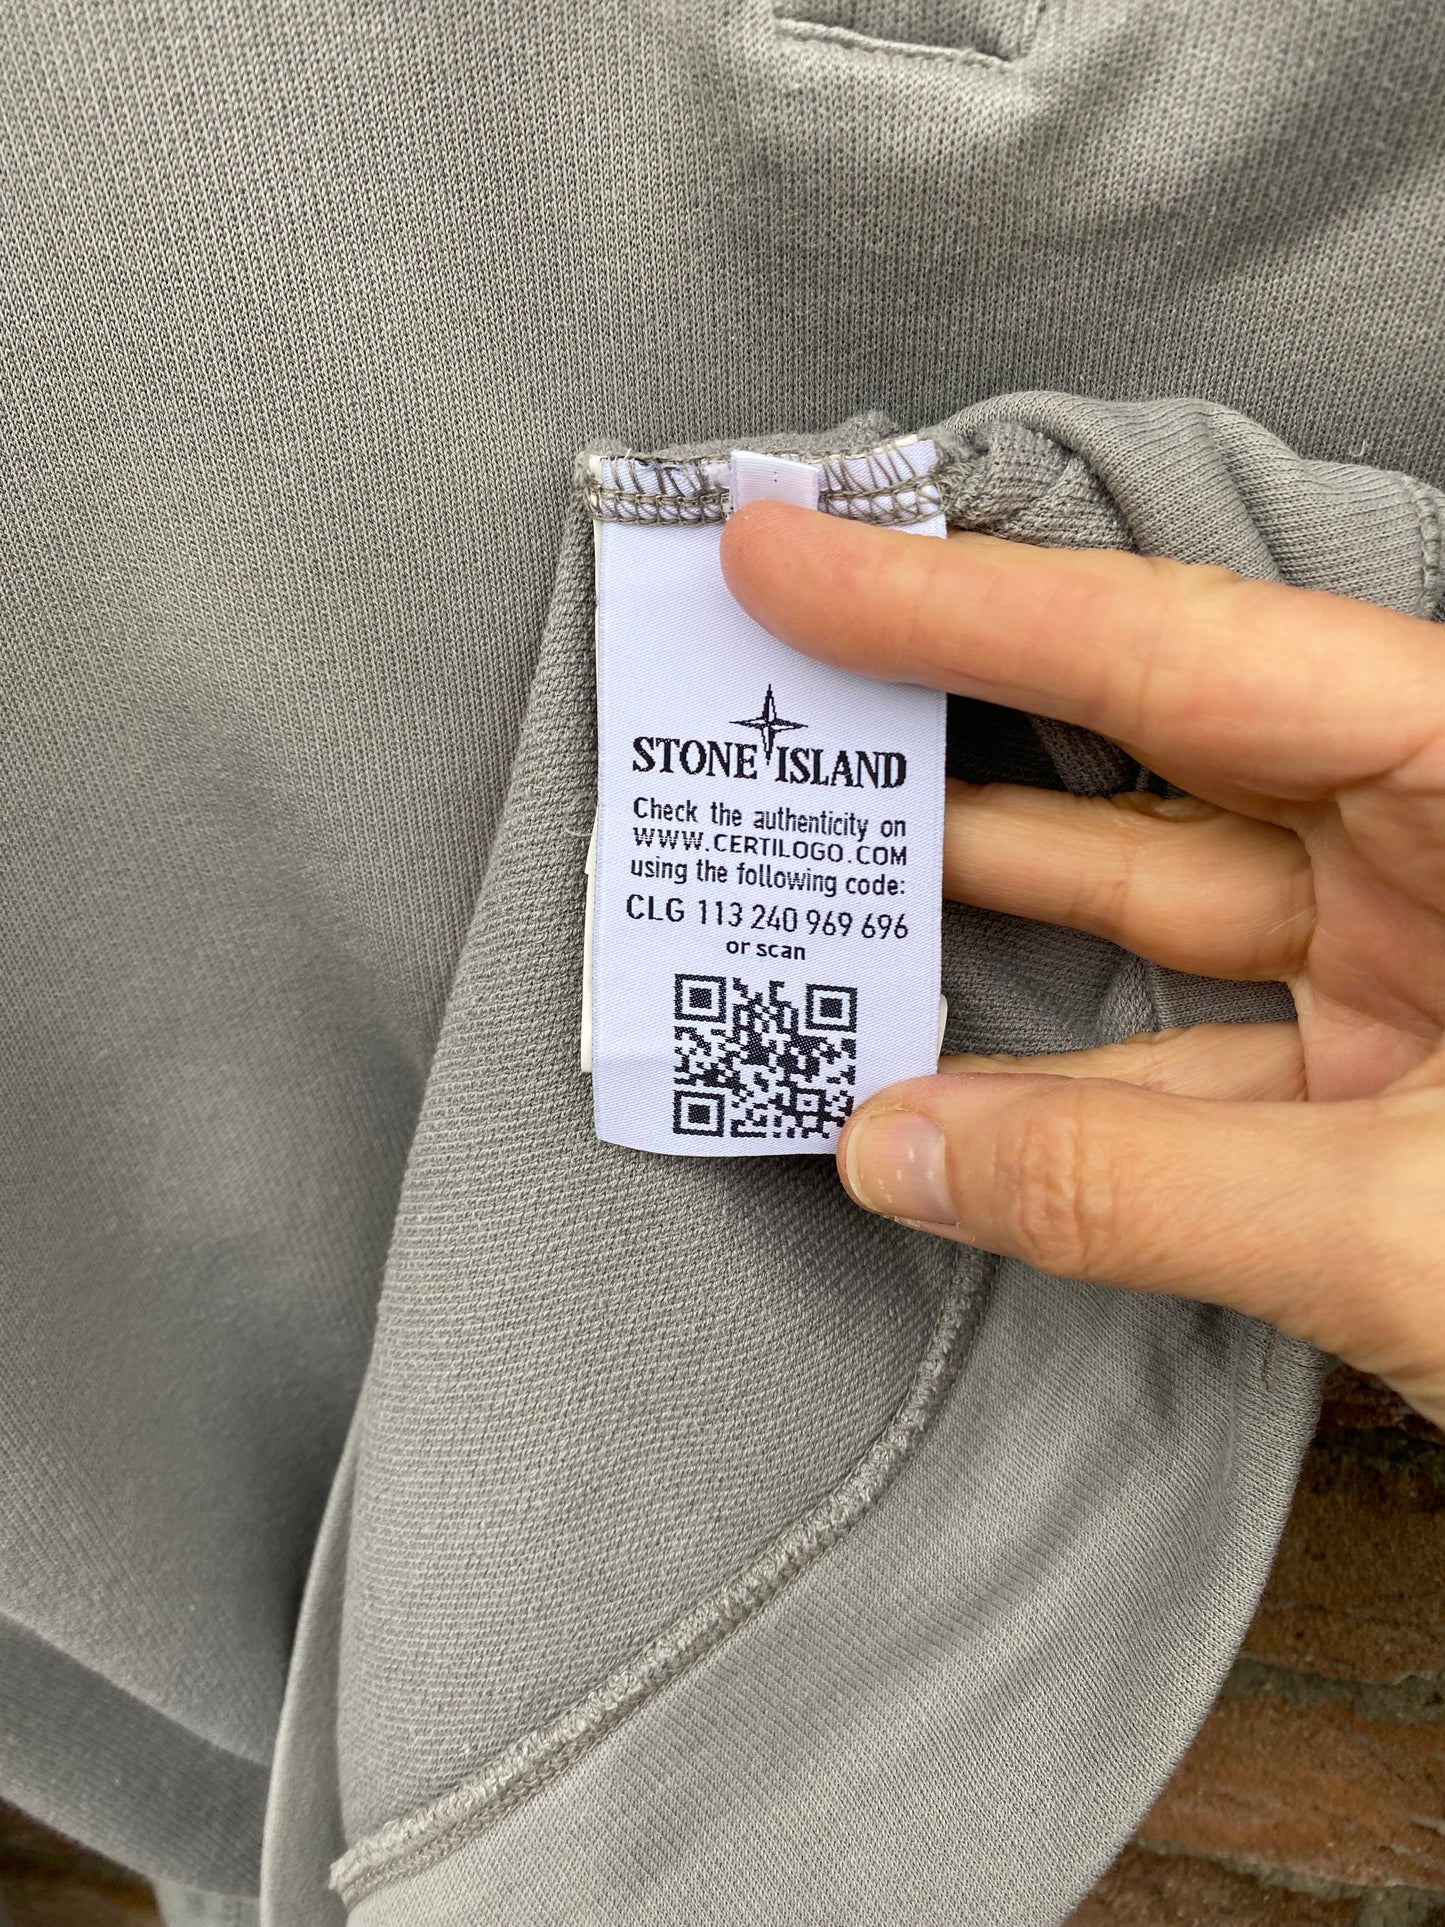 STONE ISLAND
Check the authenticity on
WWW.CERTILOGO.COM
using the following code:
CLG 113 240 969 696
or scan